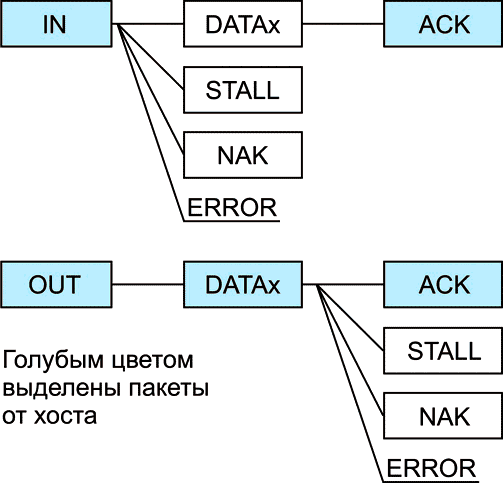 IN DATAx ACK
STALL
NAK
ERROR
OUT DATAx ACK
STALL
NAK
ERROR
Голубым цветом
выделены пакеты
от хоста